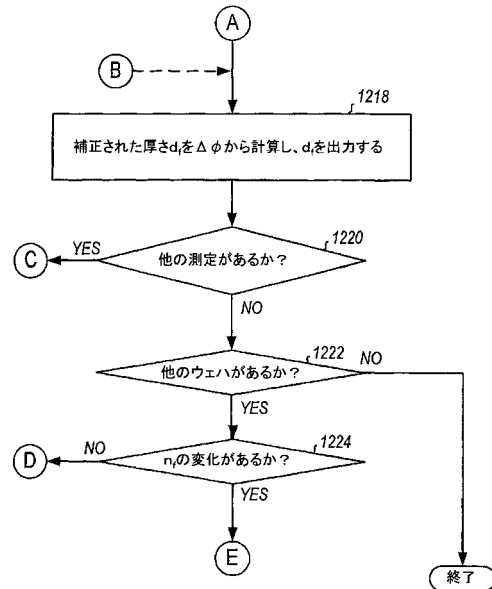 A
B
1218
補正された厚さdfをΔφから計算し、dfを出力する
1220
YES
C
他の測定があるか？
NO
1222
他のウェハがあるか？
NO
YES
1224
NO
D
nfの変化があるか？
YES
E
終了